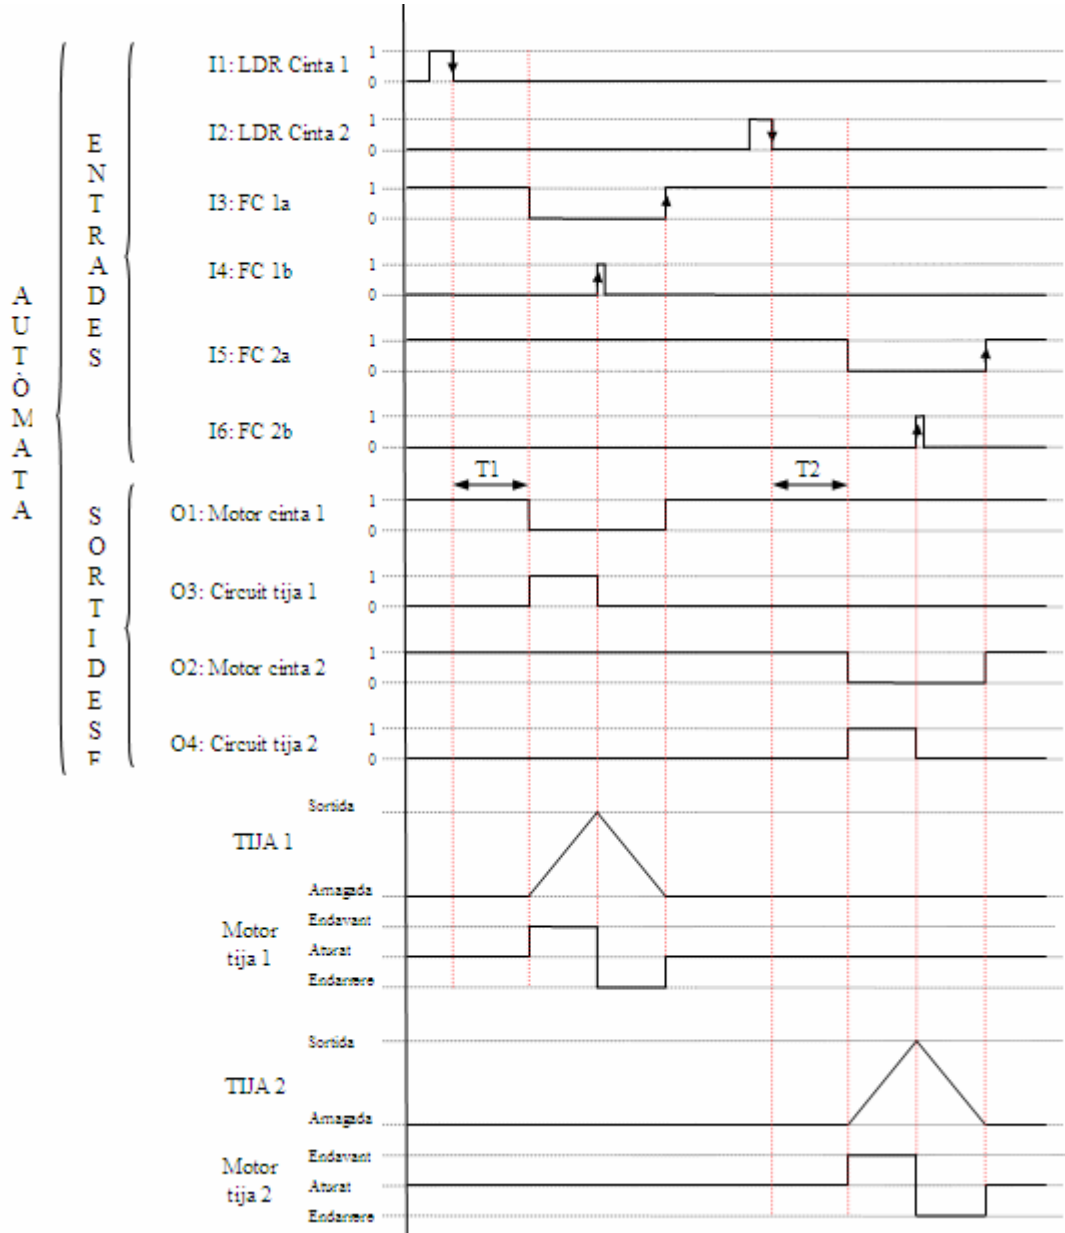 AUTÒMATA
ENTRADES
SORTIDES
I1: LDR Cinta 1
1
0
I2: LDR Cinta 2
1
0
I3: FC 1a
1
0
I4: FC 1b
1
0
I5: FC 2a
1
0
I6: FC 2b
1
0
T1
T2
O1: Motor cinta 1
1
0
O3: Circuit tija 1
1
0
O2: Motor cinta 2
1
0
O4: Circuit tija 2
1
0
Sortida
TIJA 1
Amagada
Endavant
Motor
tija 1
Aturat
Endarrere
Sortida
TIJA 2
Amagada
Endavant
Motor
tija 2
Aturat
Endarrere